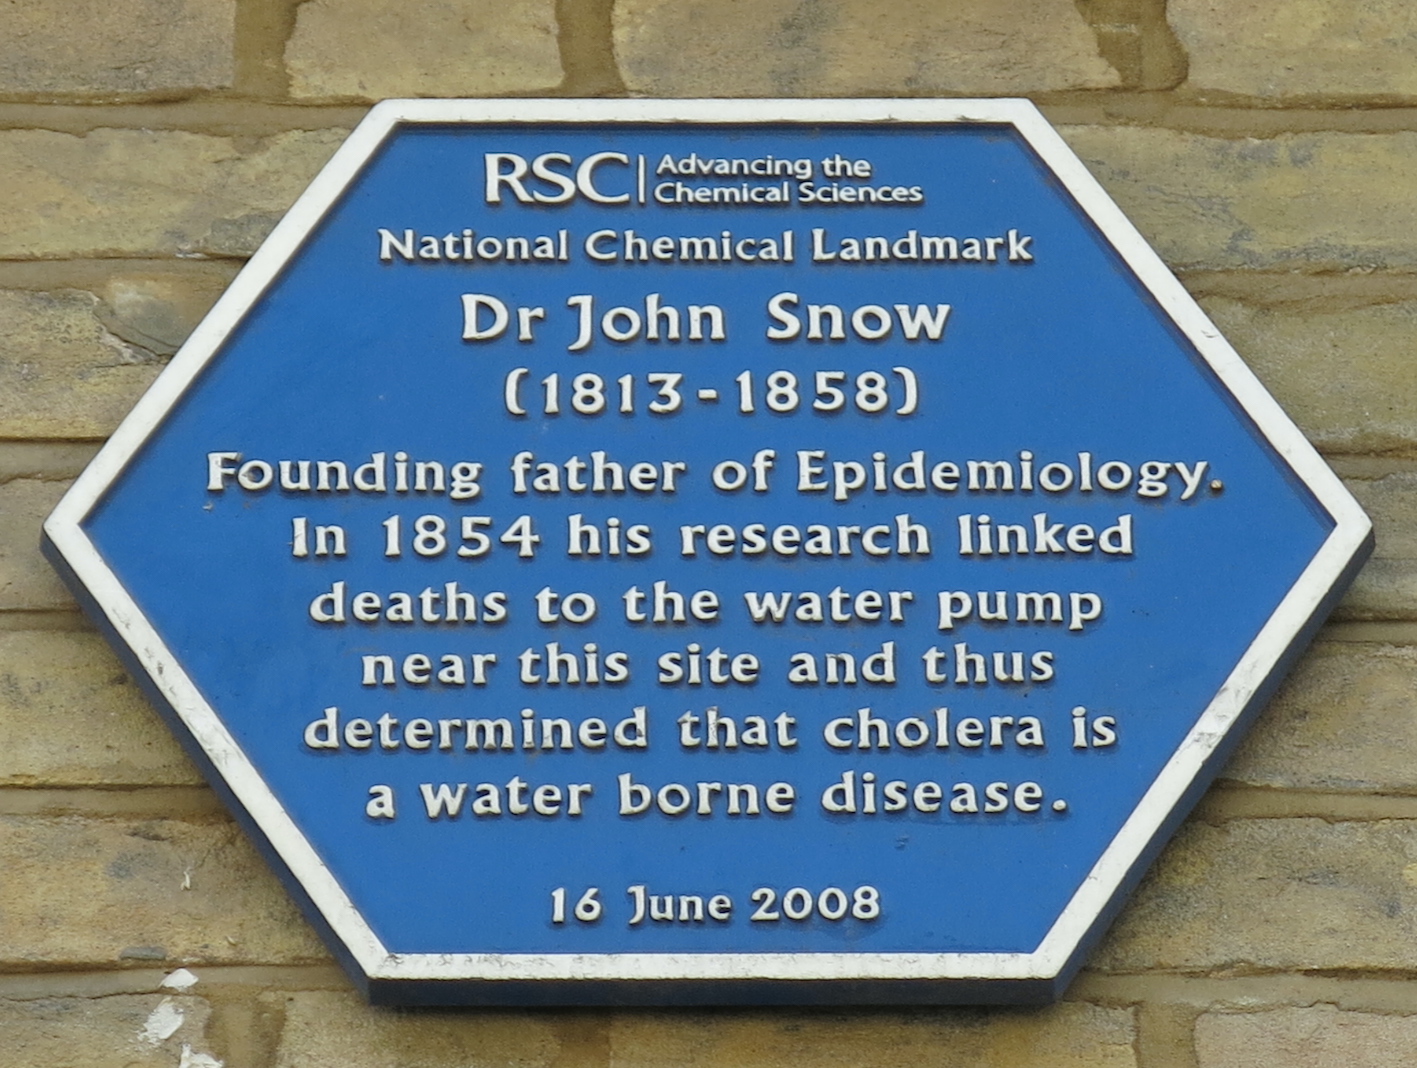 RSC | Advancing the
Chemical Sciences
National Chemical Landmark
Dr John Snow
(1813-1858)
Founding father of Epidemiology.
In 1854 his research linked
deaths to the water pump
near this site and thus
determined that cholera is
a water borne disease.
16 June 2008